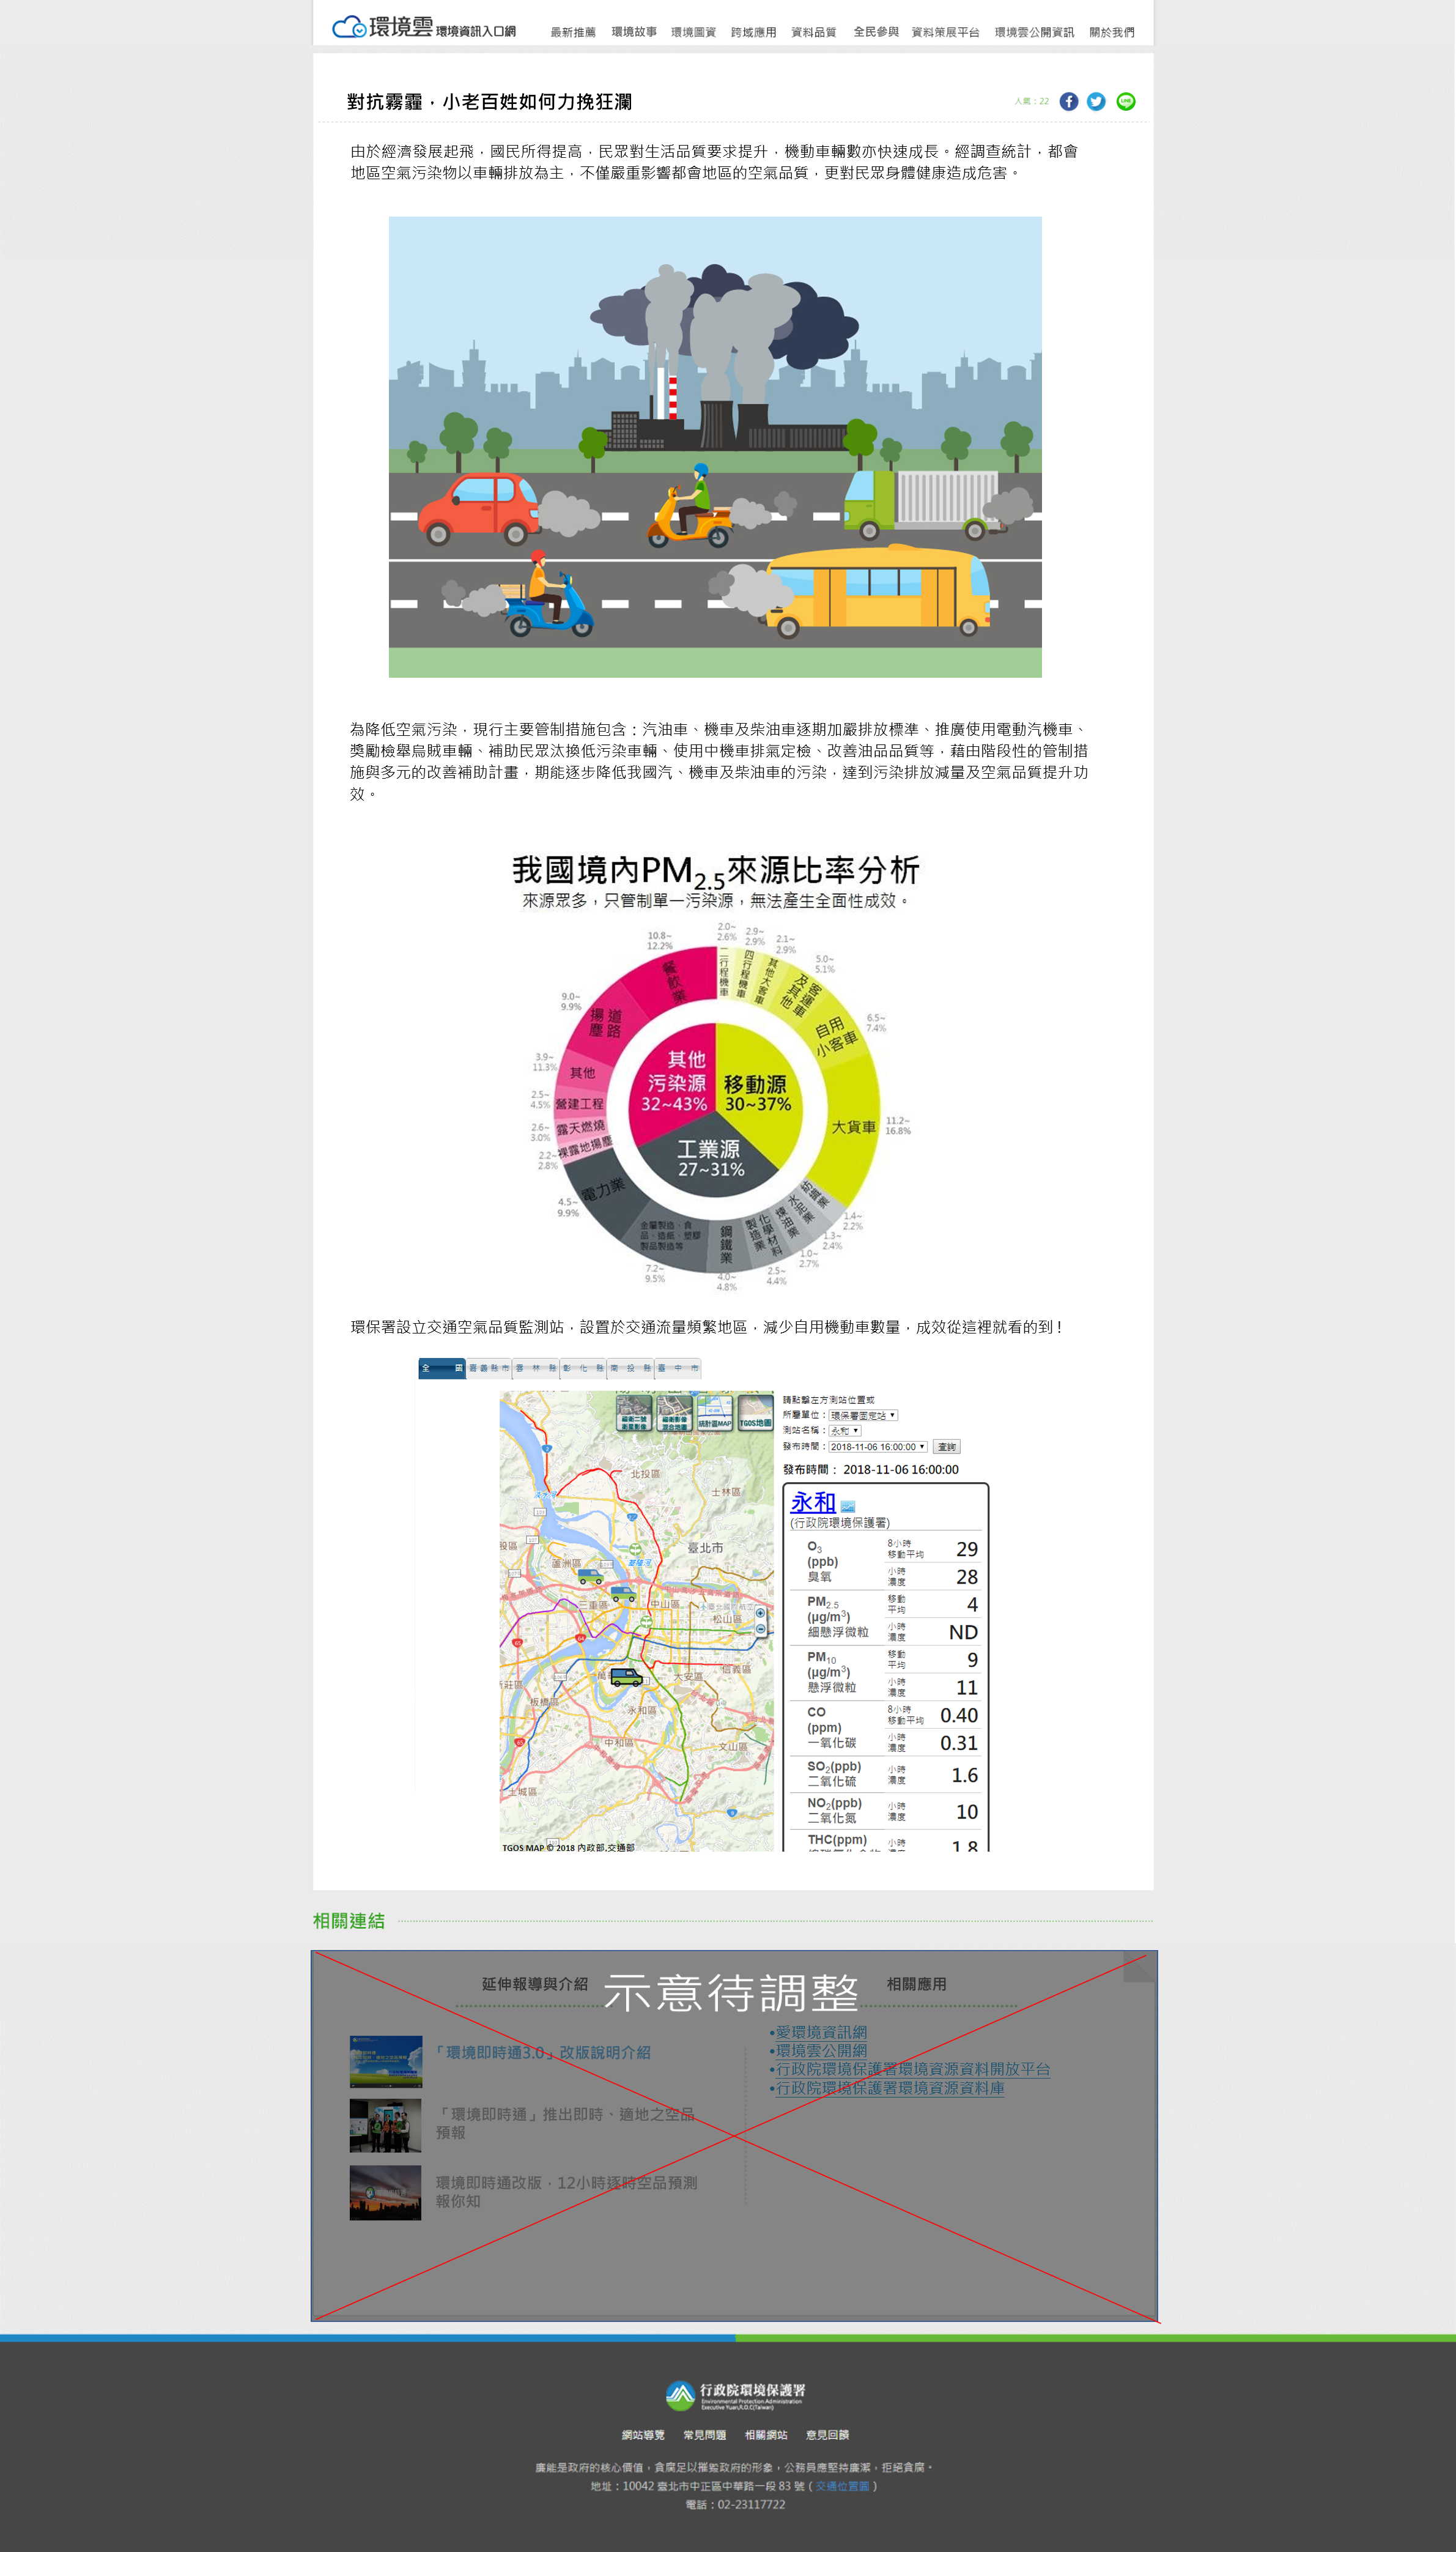 環境雲 環境資訊入口網
最新推薦 環境故事 環境圖資 跨域應用 資料品質 全民參與 資料策展平台 環境雲公開資訊 關於我們
對抗霧霾，小老百姓如何力挽狂瀾
人氣：22
LINE
由於經濟發展起飛，國民所得提高，民眾對生活品質要求提升，機動車輛數亦快速成長。經調查統計，都會
地區空氣污染物以車輛排放為主，不僅嚴重影響都會地區的空氣品質，更對民眾身體健康造成危害。
為降低空氣污染，現行主要管制措施包含：汽油車、機車及柴油車逐期加嚴排放標準、推廣使用電動汽機車、
獎勵檢舉烏賊車輛、補助民眾汰換低污染車輛、使用中機車排氣定檢、改善油品品質等，藉由階段性的管制措
施與多元的改善補助計畫，期能逐步降低我國汽、機車及柴油車的污染，達到污染排放減量及空氣品質提升功
效。
我國境內PM2.5來源比率分析
來源眾多，只管制單一污染源，無法產生全面性成效。
移動源
30~37%
二行程機車
2.0~
2.6%
四行程機車
2.9~
2.9%
其他大客車
2.1~
2.9%
客運車
及其他
5.0~
5.1%
自用
小客車
6.5~
7.4%
大貨車
11.2~
16.8%
工業源
27~31%
紡織業
1.4~
2.2%
水泥業
1.3~
2.4%
煉油業
1.0~
2.7%
化學材料
製造業
2.5~
4.4%
鋼鐵業
4.0~
4.8%
金屬製造、食
品、造紙、塑膠
製品製造等
7.2~
9.5%
電力業
4.5~
9.9%
其他
污染源
32~43%
裸露地揚塵
2.2~
2.8%
露天燃燒
2.6~
3.0%
營建工程
2.5~
4.5%
其他
3.9~
11.3%
道路
揚塵
9.0~
9.9%
餐飲業
10.8~
12.2%
環保署設立交通空氣品質監測站，設置於交通流量頻繁地區，減少自用機動車數量，成效從這裡就看的到！
全國 嘉義縣市 雲林縣 彰化縣 南投縣 臺中市
福衛二號
衛星影像
福衛影像
混合地圖
統計區MAP
TGOS地圖
北投區
士林區
淡水河
臺北市
蘆洲區
基隆河
三重區
中山區
松山區
信義區
大安區
板橋區
永和區
中和區
文山區
土城區
TGOS MAP © 2018 內政部,交通部
請點擊左方測站位置或
所屬單位：環保署固定站
測站名稱：永和
發布時間：2018-11-06 16:00:00 查詢
發布時間： 2018-11-06 16:00:00
永和
(行政院環境保護署)
O3
(ppb)
臭氧
8小時
移動平均 29
小時
濃度 28
PM2.5
(μg/m3)
細懸浮微粒
移動
平均 4
小時
濃度 ND
PM10
(μg/m3)
懸浮微粒
移動
平均 9
小時
濃度 11
CO
(ppm)
一氧化碳
8小時
移動平均 0.40
小時
濃度 0.31
SO2(ppb)
二氧化硫
小時
濃度 1.6
NO2(ppb)
二氧化氮
小時
濃度 10
THC(ppm)
小時
1.8
相關連結
示意待調整
延伸報導與介紹
「環境即時通3.0」改版說明介紹
「環境即時通」推出即時、適地之空品
預報
環境即時通改版，12小時逐時空品預測
報你知
相關應用
•愛環境資訊網
•環境雲公開網
•行政院環境保護署環境資源資料開放平台
•行政院環境保護署環境資源資料庫
行政院環境保護署
Environmental Protection Administration
Executive Yuan,R.O.C(Taiwan)
網站導覽 常見問題 相關網站 意見回饋
廉能是政府的核心價值，貪腐足以摧毀政府的形象，公務員應堅持廉潔，拒絕貪腐。
地址：10042 臺北市中正區中華路一段 83 號（交通位置圖）
電話：02-23117722